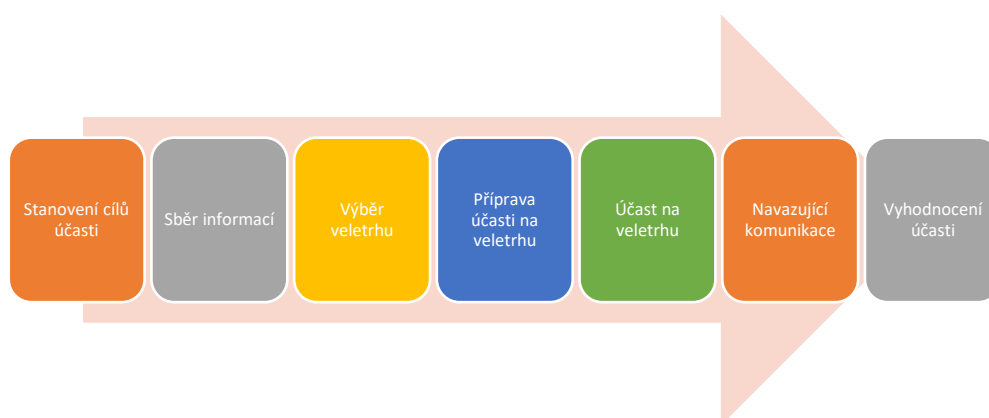 Stanovení cílů
účasti
Sběr informací
Výběr
veletrhu
Příprava
účasti na
veletrhu
Účast na
veletrhu
Navazující
komunikace
Vyhodnocení
účasti